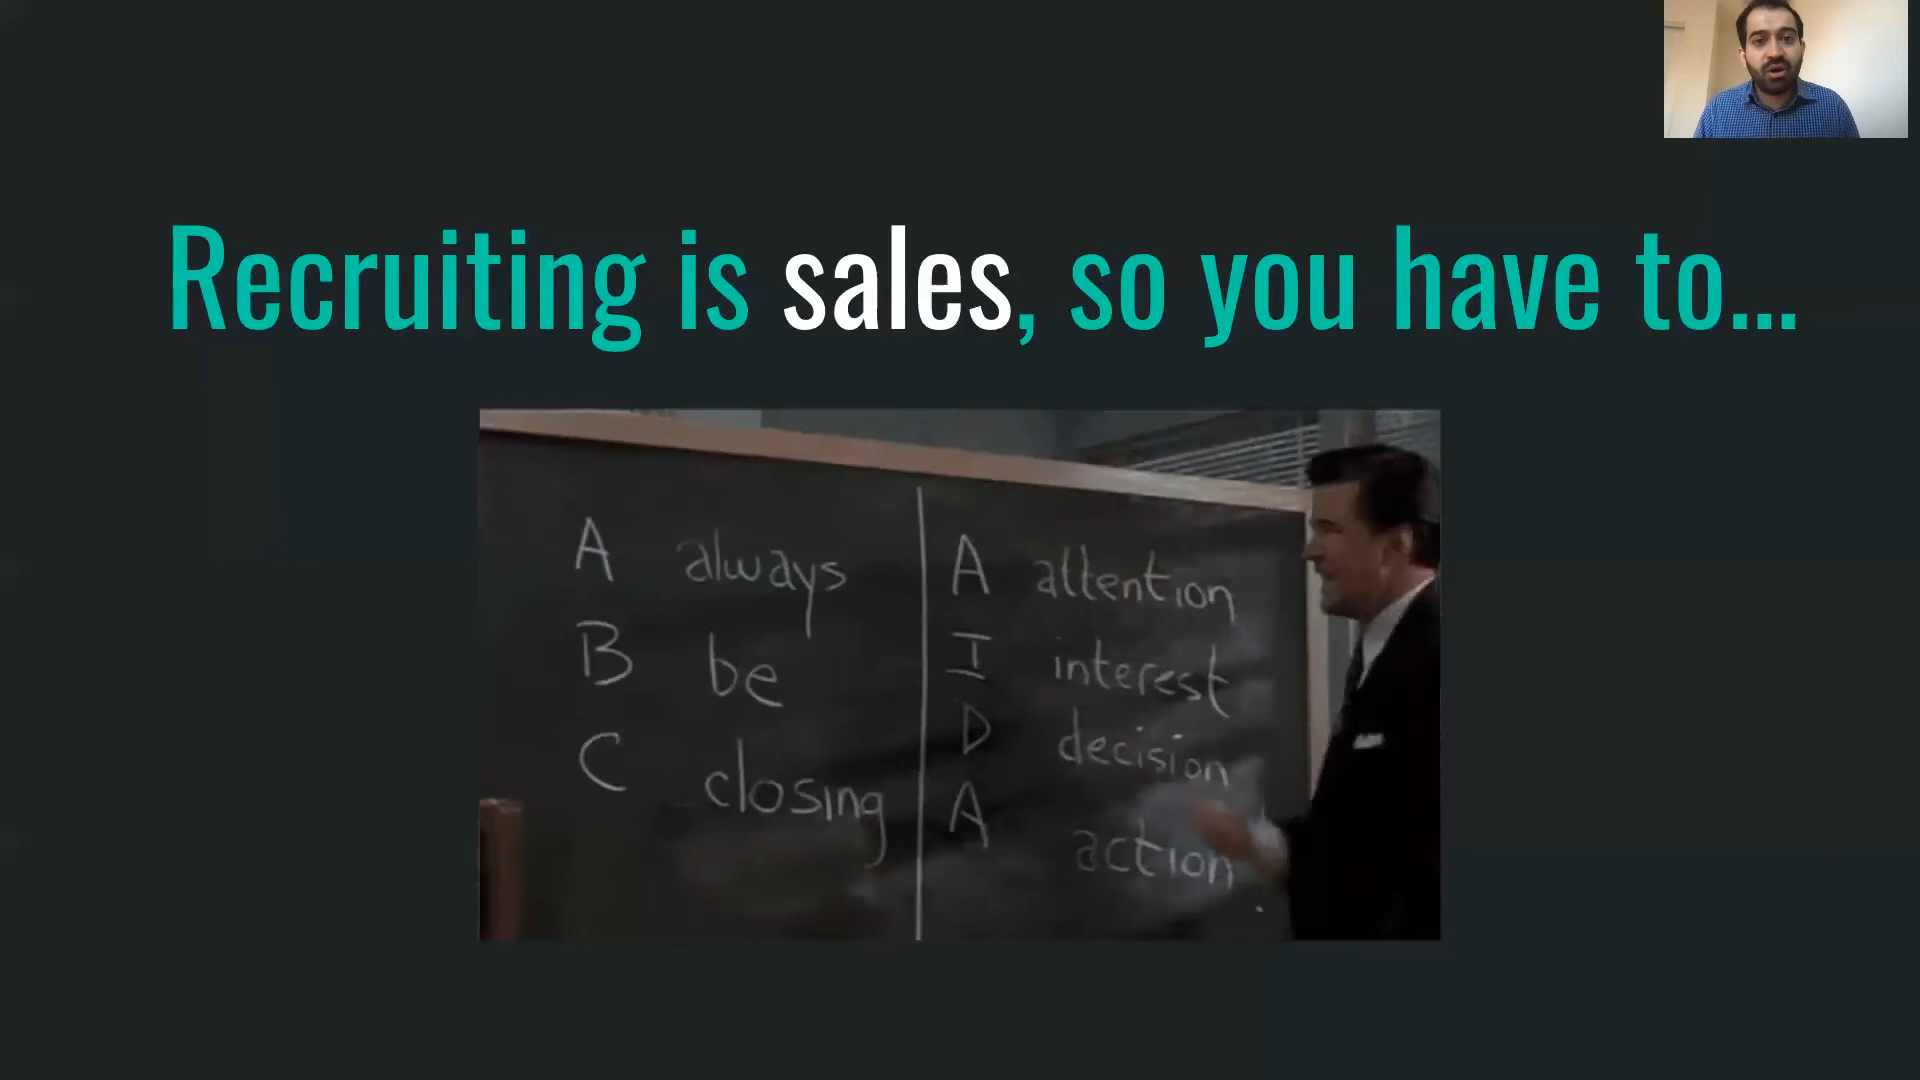 Recruiting is sales, so you have to...
A always
B be
C closing
A attention
I interest
D decision
A action